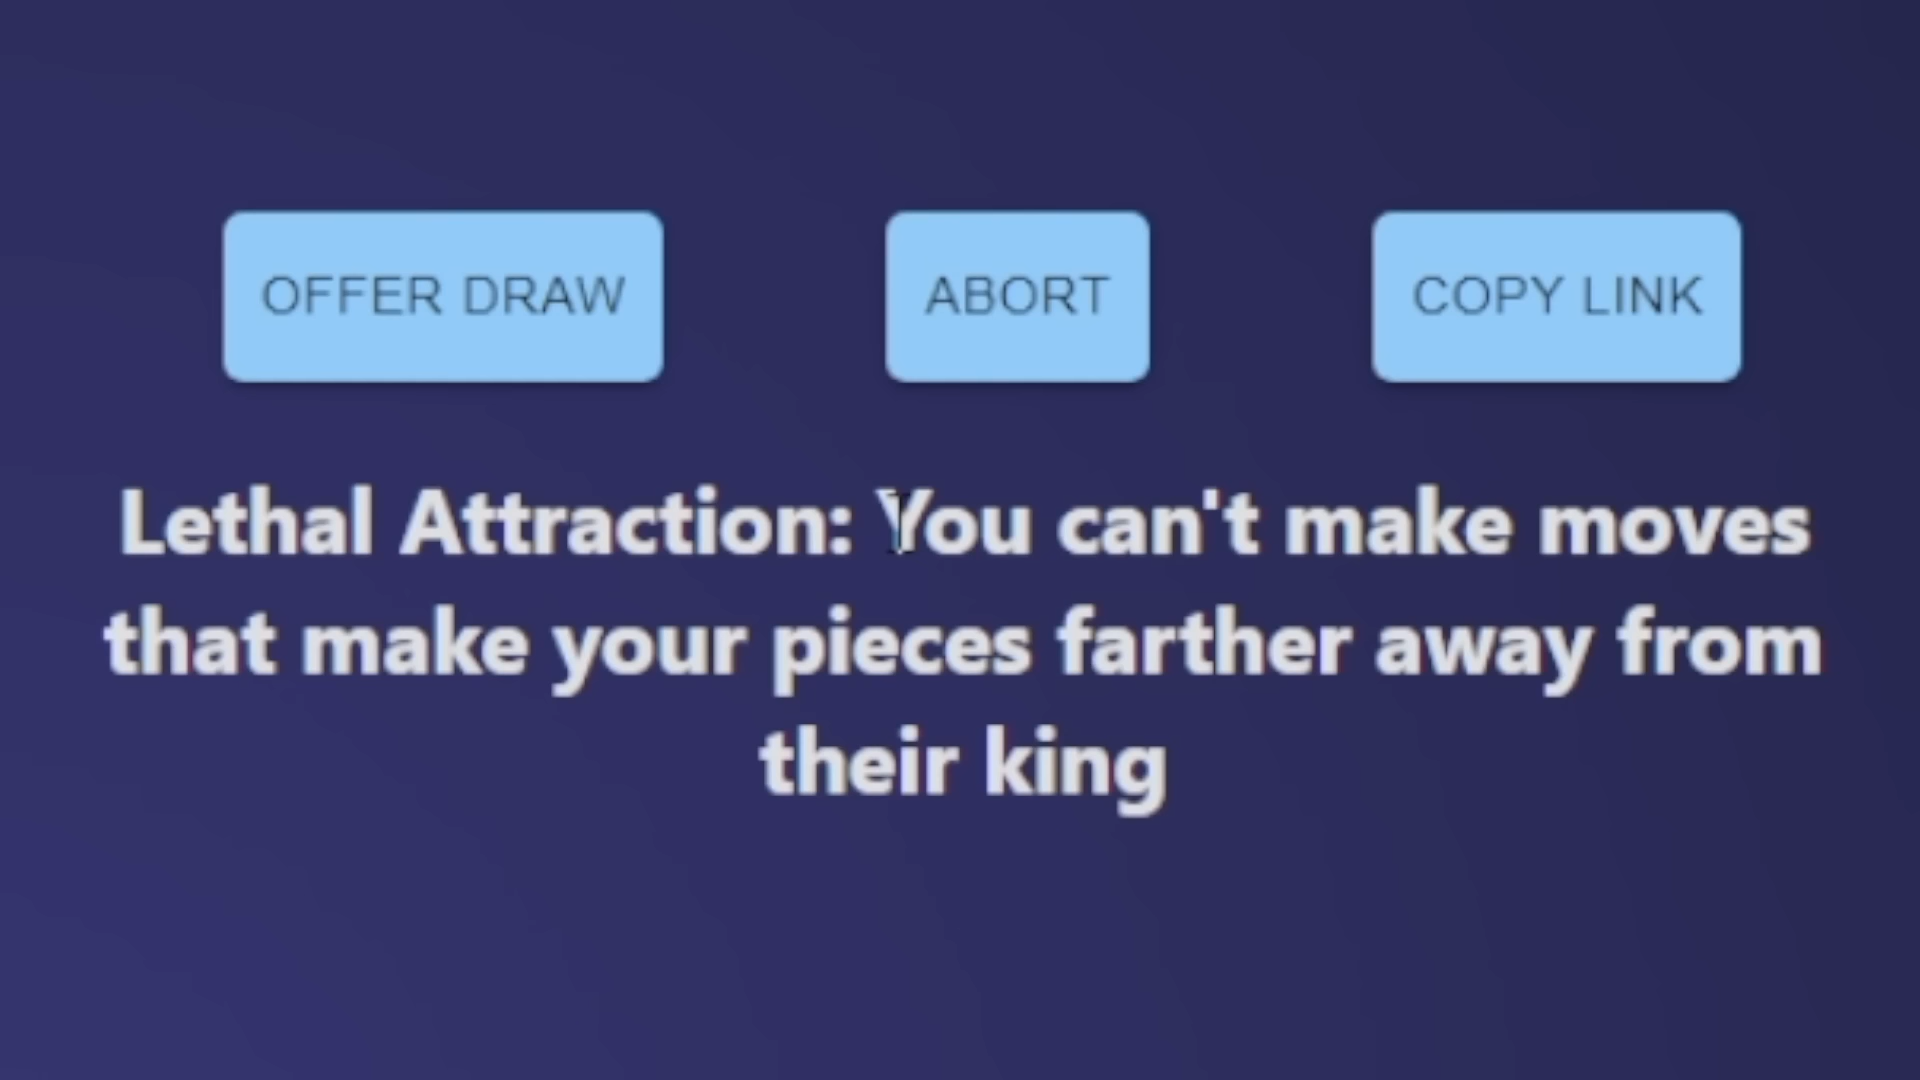 OFFER DRAW ABORT COPY LINK
Lethal Attraction: You can't make moves
that make your pieces farther away from
their king